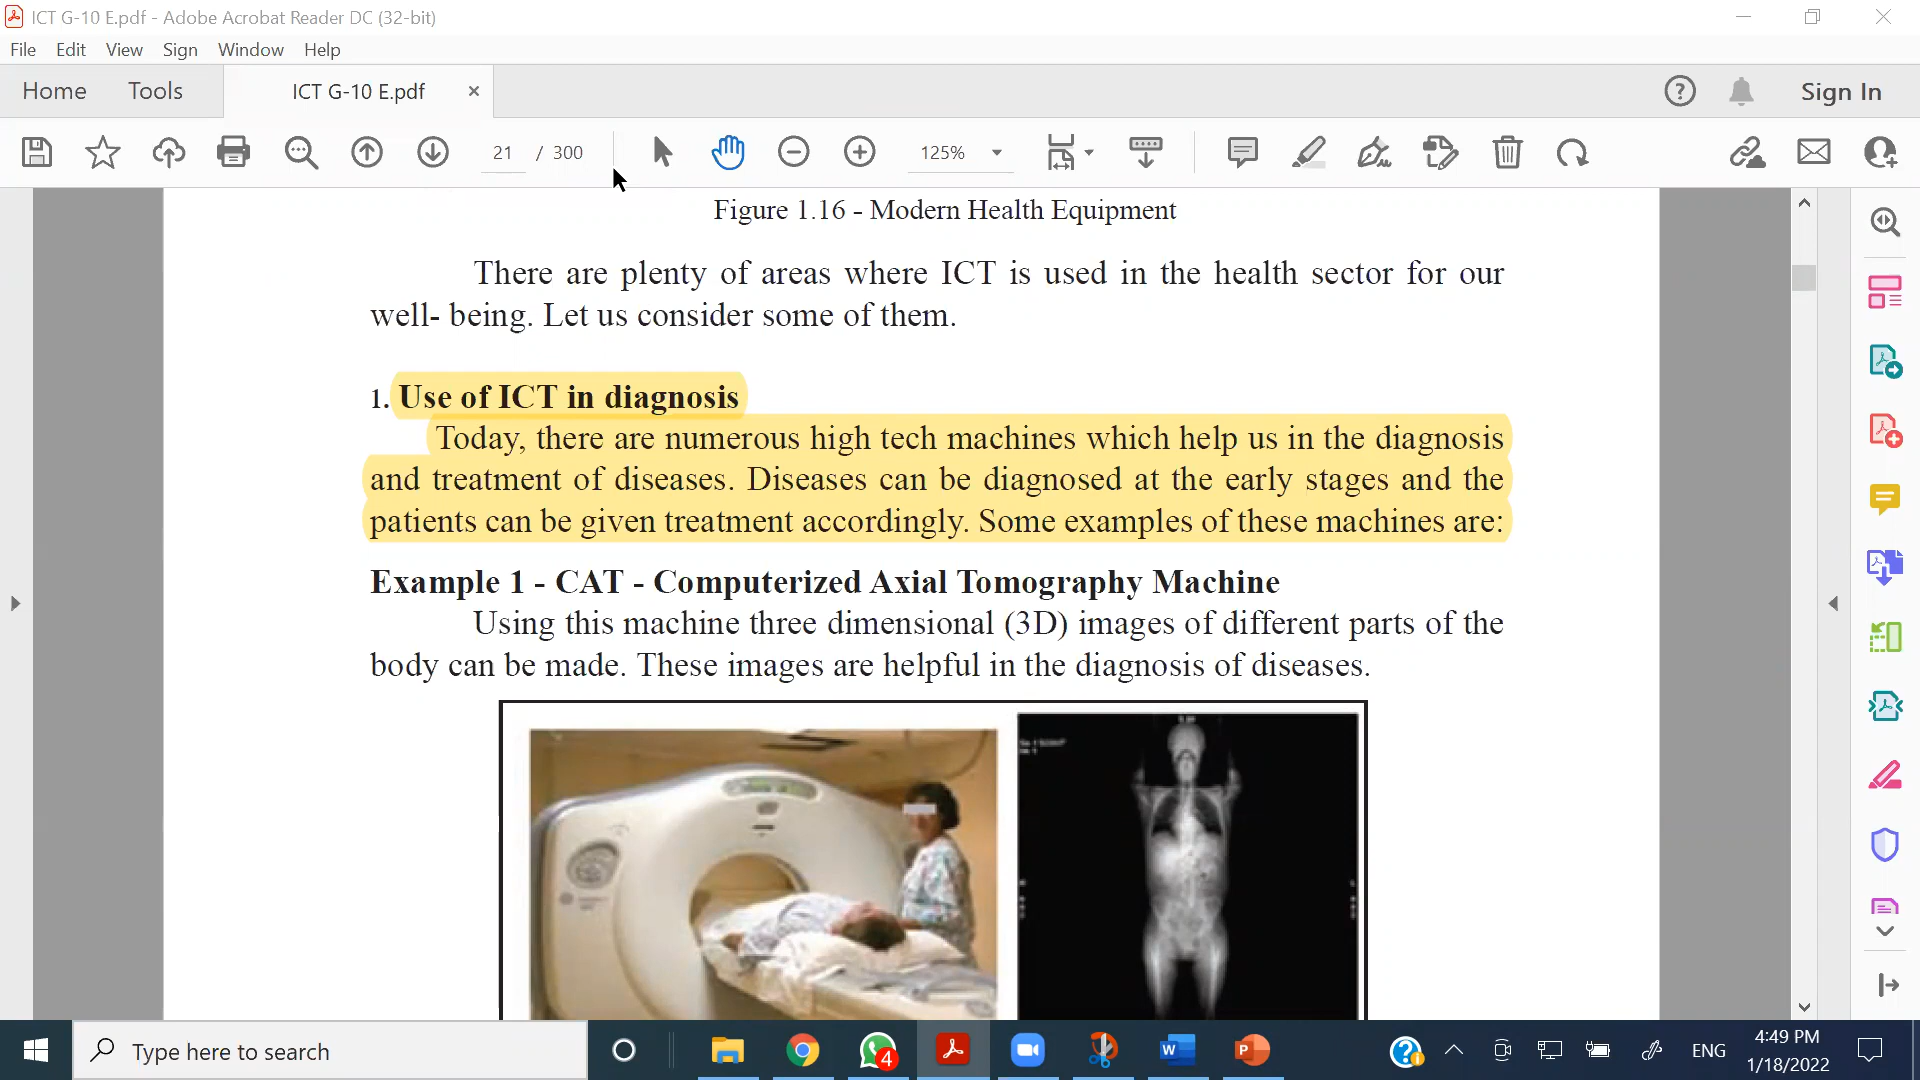 ICT G-10 E.pdf - Adobe Acrobat Reader DC (32-bit)
File Edit View Sign Window Help
Home Tools ICT G-10 E.pdf × Sign In
21 / 300 125%
Figure 1.16 - Modern Health Equipment
There are plenty of areas where ICT is used in the health sector for our
well- being. Let us consider some of them.
1. Use of ICT in diagnosis
Today, there are numerous high tech machines which help us in the diagnosis
and treatment of diseases. Diseases can be diagnosed at the early stages and the
patients can be given treatment accordingly. Some examples of these machines are:
Example 1 - CAT - Computerized Axial Tomography Machine
Using this machine three dimensional (3D) images of different parts of the
body can be made. These images are helpful in the diagnosis of diseases.
Type here to search
4
ENG
4:49 PM
1/18/2022